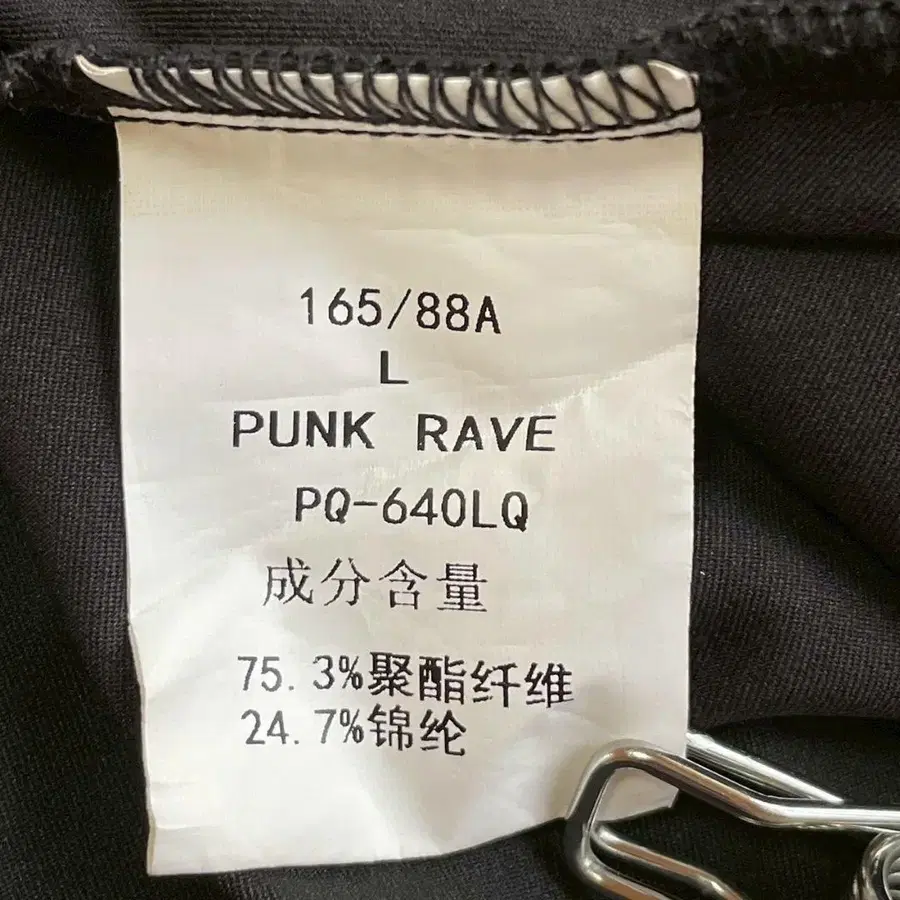 165/88A
L
PUNK RAVE
PQ-640LQ
成分含量
75.3%聚酯纤维
24.7%锦纶